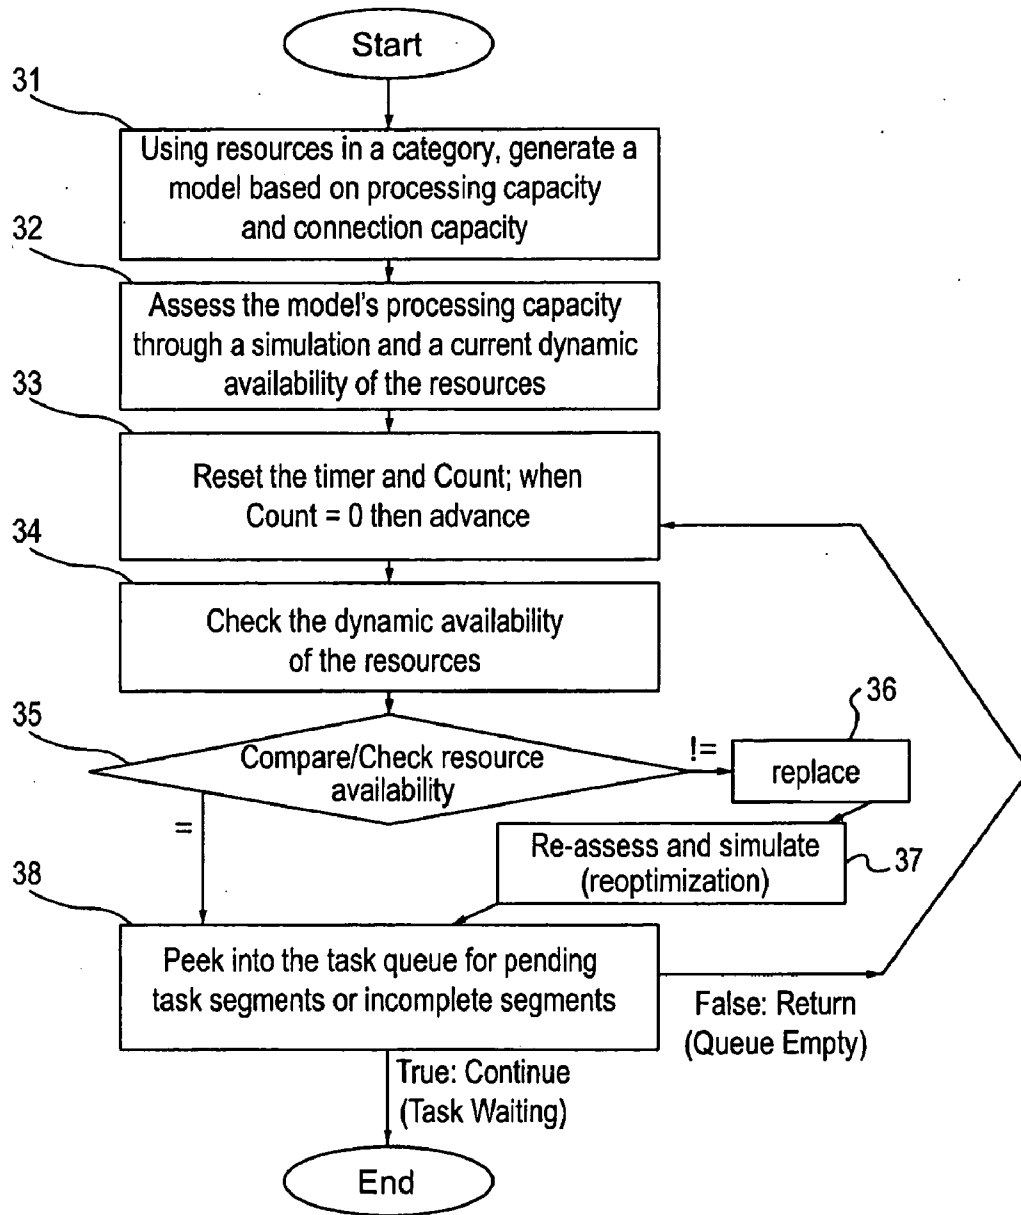 Start
31
Using resources in a category, generate a
model based on processing capacity
and connection capacity
32
Assess the model's processing capacity
through a simulation and a current dynamic
availability of the resources
33
Reset the timer and Count; when
Count = 0 then advance
34
Check the dynamic availability
of the resources
35
Compare/Check resource
availability
!=
36
replace
=
Re-assess and simulate
(reoptimization)
37
38
Peek into the task queue for pending
task segments or incomplete segments
False: Return
(Queue Empty)
True: Continue
(Task Waiting)
End